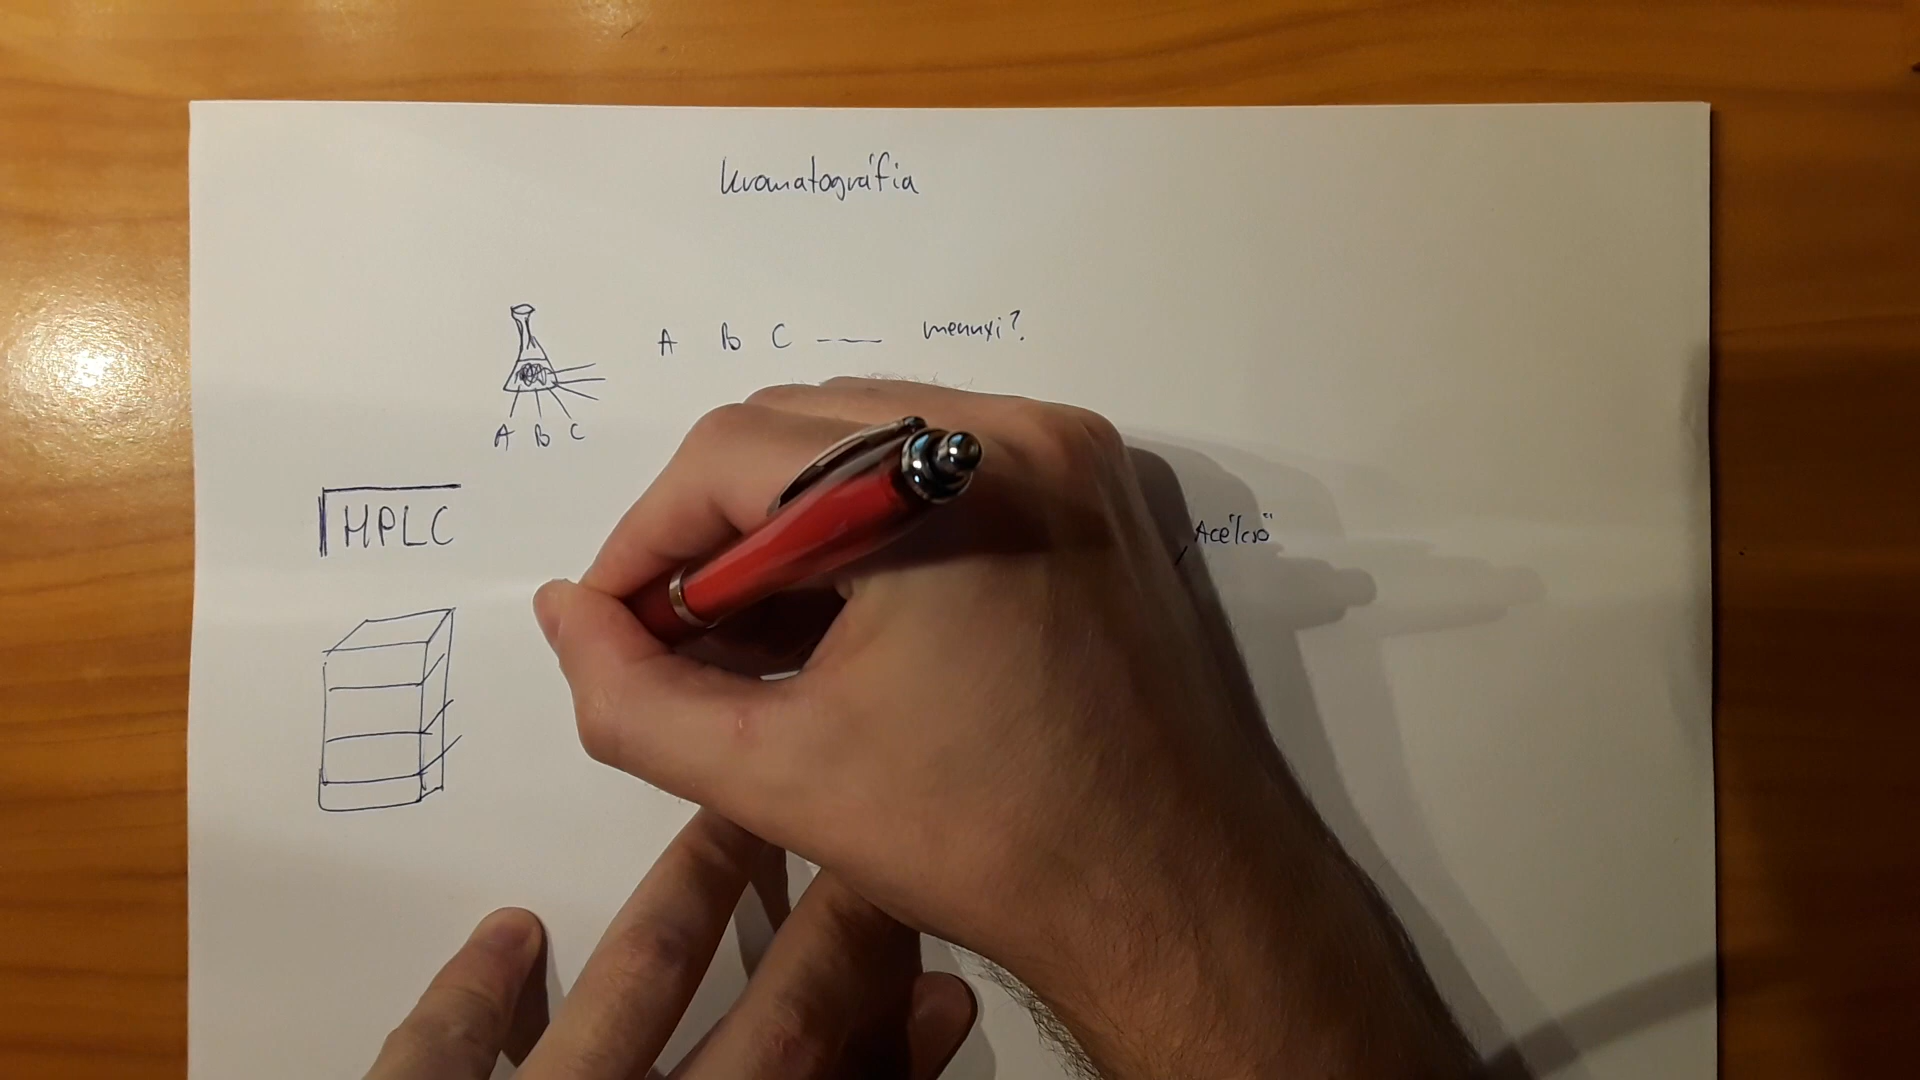 Kromatográfia
A B C — mennyi?
A B C
HPLC
Acélcső